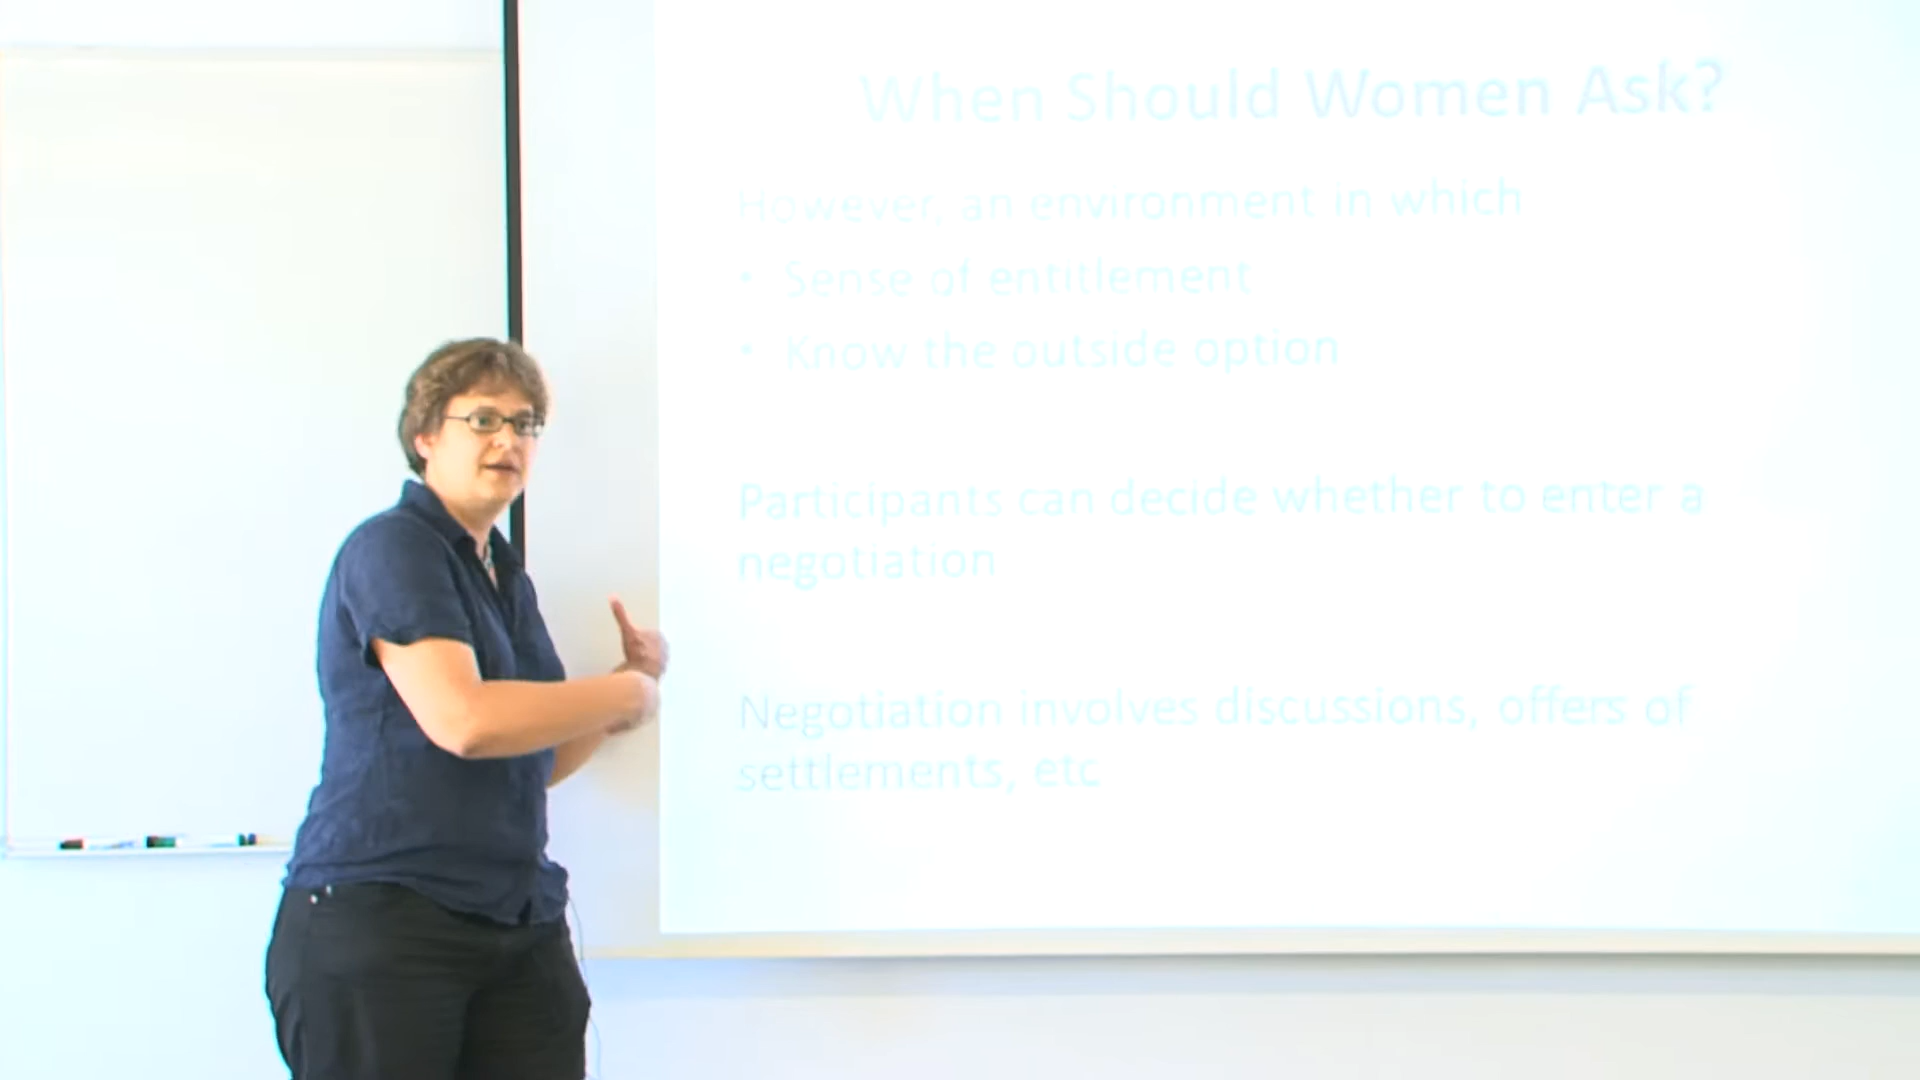 When Should Women Ask?
However, an environment in which
• Sense of entitlement
• Know the outside option
Participants can decide whether to enter a
negotiation
Negotiation involves discussions, offers of
settlements, etc